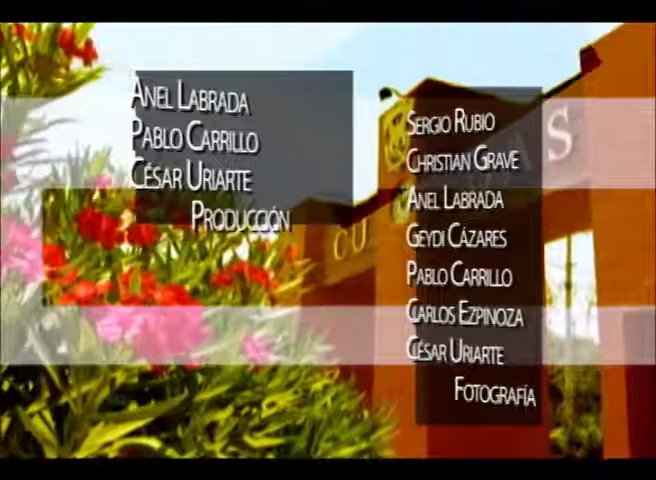 Anel Labrada
Pablo Carrillo
César Uriarte
Producción
Sergio Rubio
Christian Grave
Anel Labrada
Geydi Cázares
Pablo Carrillo
Carlos Ezpinoza
César Uriarte
Fotografía
CU
S